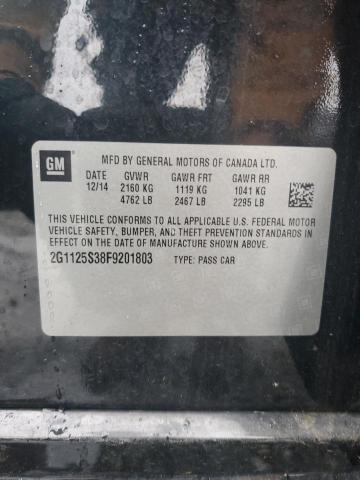 GM
MFD BY GENERAL MOTORS OF CANADA LTD.
DATE GVWR GAWR FRT GAWR RR
12/14 2160 KG 1119 KG 1041 KG
4762 LB 2467 LB 2295 LB
THIS VEHICLE CONFORMS TO ALL APPLICABLE U.S. FEDERAL MOTOR
VEHICLE SAFETY, BUMPER, AND THEFT PREVENTION STANDARDS
IN EFFECT ON THE DATE OF MANUFACTURE SHOWN ABOVE.
2G1125S38F9201803 TYPE: PASS CAR